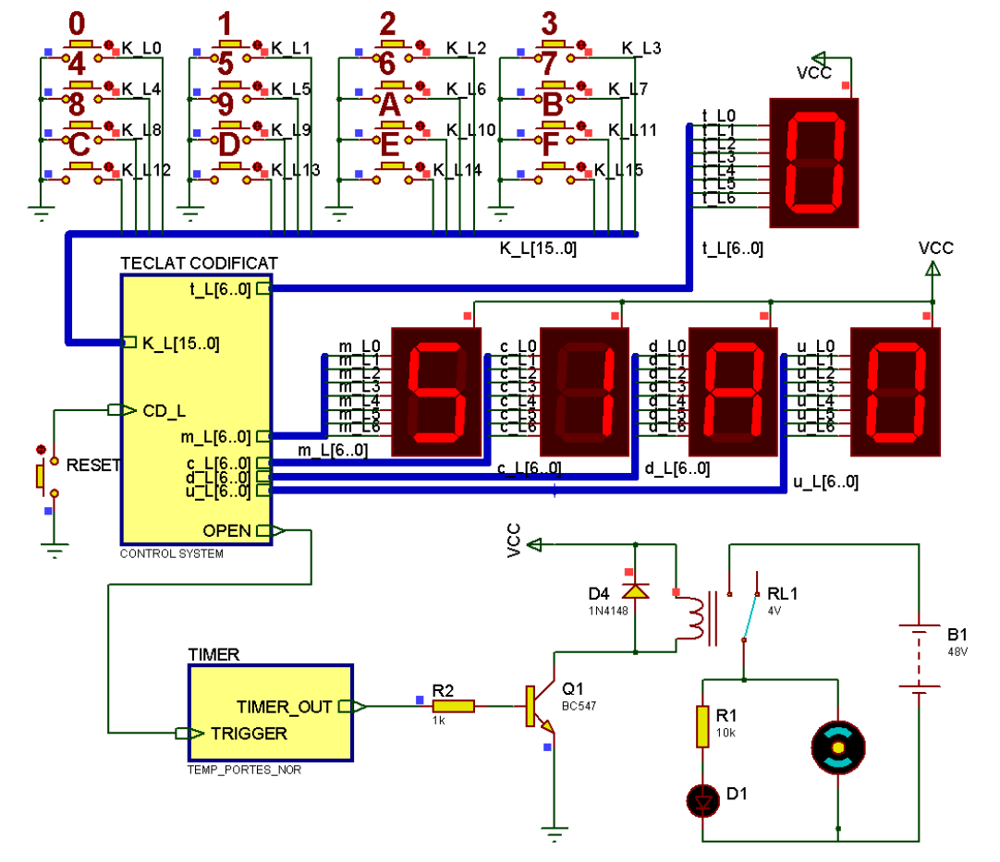 0 1 2 3
K_L0 K_L1 K_L2 K_L3
4 5 6 7
VCC
K_L4 K_L5 K_L6 K_L7
8 9 A B
t_L0
t_L1
K_L8 K_L9 K_L10 K_L11
t_L2
C D E F
t_L3
K_L12 K_L13 K_L14 K_L15
t_L4
t_L5
t_L6
K_L[15..0]
t_L[6..0]
VCC
TECLAT CODIFICAT
t_L[6..0]
K_L[15..0]
CD_L
m_L[6..0]
c_L[6..0]
d_L[6..0]
u_L[6..0]
OPEN
CONTROL SYSTEM
RESET
m_L0 c_L0 d_L0 u_L0
m_L1 c_L1 d_L1 u_L1
m_L2 c_L2 d_L2 u_L2
m_L3 c_L3 d_L3 u_L3
m_L4 c_L4 d_L4 u_L4
m_L5 c_L5 d_L5 u_L5
m_L6 c_L6 d_L6 u_L6
m_L[6..0]
c_L[6..0]
d_L[6..0]
u_L[6..0]
VCC
D4
1N4148
RL1
4V
B1
48V
TIMER
TIMER_OUT
TRIGGER
TEMP_PORTES_NOR
R2
1k
Q1
BC547
R1
10k
D1